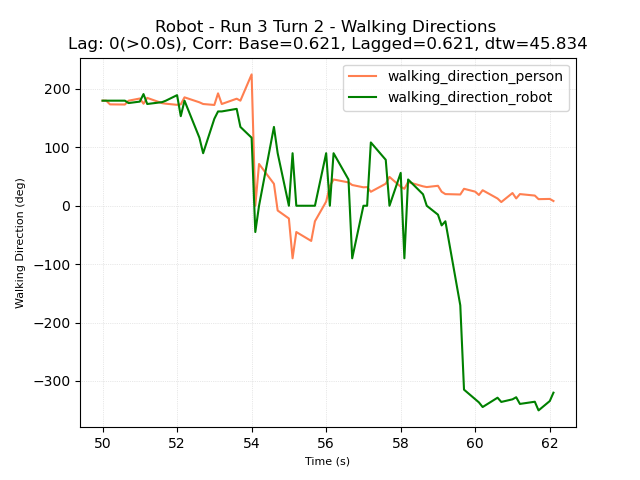 Robot - Run 3 Turn 2 - Walking Directions
Lag: 0(>0.0s), Corr: Base=0.621, Lagged=0.621, dtw=45.834
walking_direction_person
walking_direction_robot
Walking Direction (deg)
200
100
0
−100
−200
−300
50 52 54 56 58 60 62
Time (s)